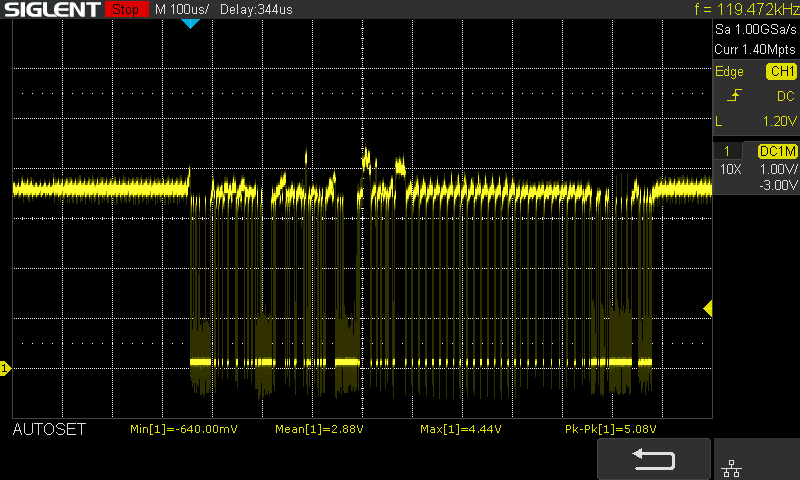 SIGLENT Stop M 100us/ Delay:344us f = 119.472kHz
Sa 1.00GSa/s
Curr 1.40Mpts
Edge CH1
DC
L 1.20V
1 DC1M
10X 1.00V/
-3.00V
1
AUTOSET Min[1]=-640.00mV Mean[1]=2.88V Max[1]=4.44V Pk-Pk[1]=5.08V